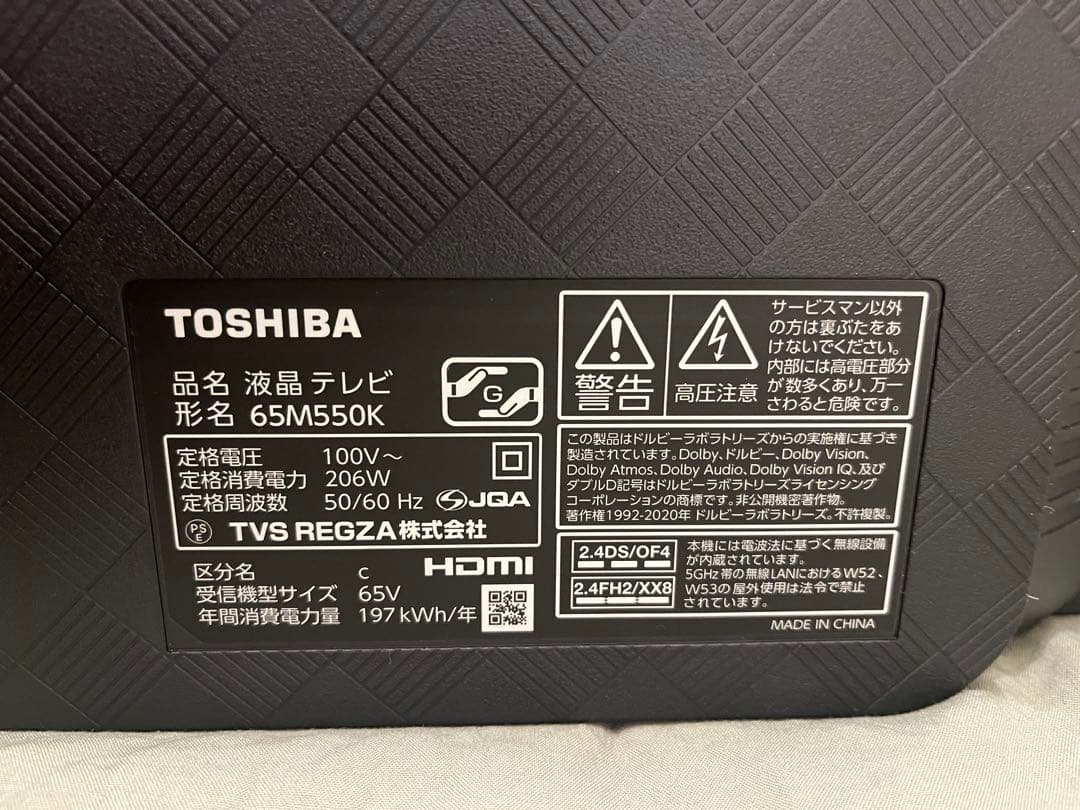 TOSHIBA
品名 液晶テレビ
形名 65M550K
G
定格電圧 100V～
定格消費電力 206W
定格周波数 50/60 Hz
JQA
PSE TVS REGZA株式会社
区分名 c
HDMI
受信機型サイズ 65V
年間消費電力量 197 kWh/年
警告
高圧注意
サービスマン以外
の方は裏ぶたをあ
けないでください。
内部には高電圧部分
が数多くあり、万一
さわると危険です。
この製品はドルビーラボラトリーズからの実施権に基づき
製造されています。Dolby、ドルビー、Dolby Vision、
Dolby Atmos、Dolby Audio、Dolby Vision IQ、及び
ダブルD記号はドルビーラボラトリーズライセンシング
コーポレーションの商標です。非公開機密著作物。
著作権1992-2020年 ドルビーラボラトリーズ。不許複製。
2.4DS/OF4
2.4FH2/XX8
本機には電波法に基づく無線設備
が内蔵されています。
5GHz 帯の無線LANにおけるW52、
W53の屋外使用は法令で禁止
されています。
MADE IN CHINA